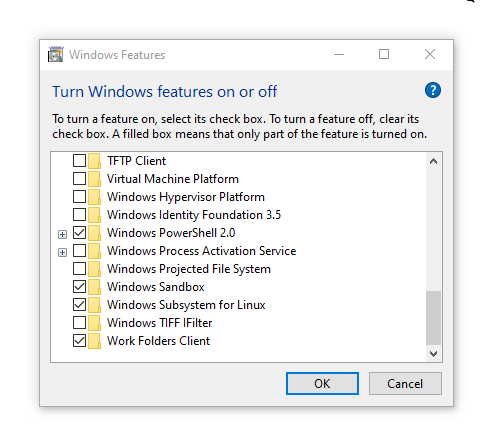 Windows Features
Turn Windows features on or off
?
To turn a feature on, select its check box. To turn a feature off, clear its
check box. A filled box means that only part of the feature is turned on.
TFTP Client
Virtual Machine Platform
Windows Hypervisor Platform
Windows Identity Foundation 3.5
Windows PowerShell 2.0
Windows Process Activation Service
Windows Projected File System
Windows Sandbox
Windows Subsystem for Linux
Windows TIFF IFilter
Work Folders Client
OK
Cancel